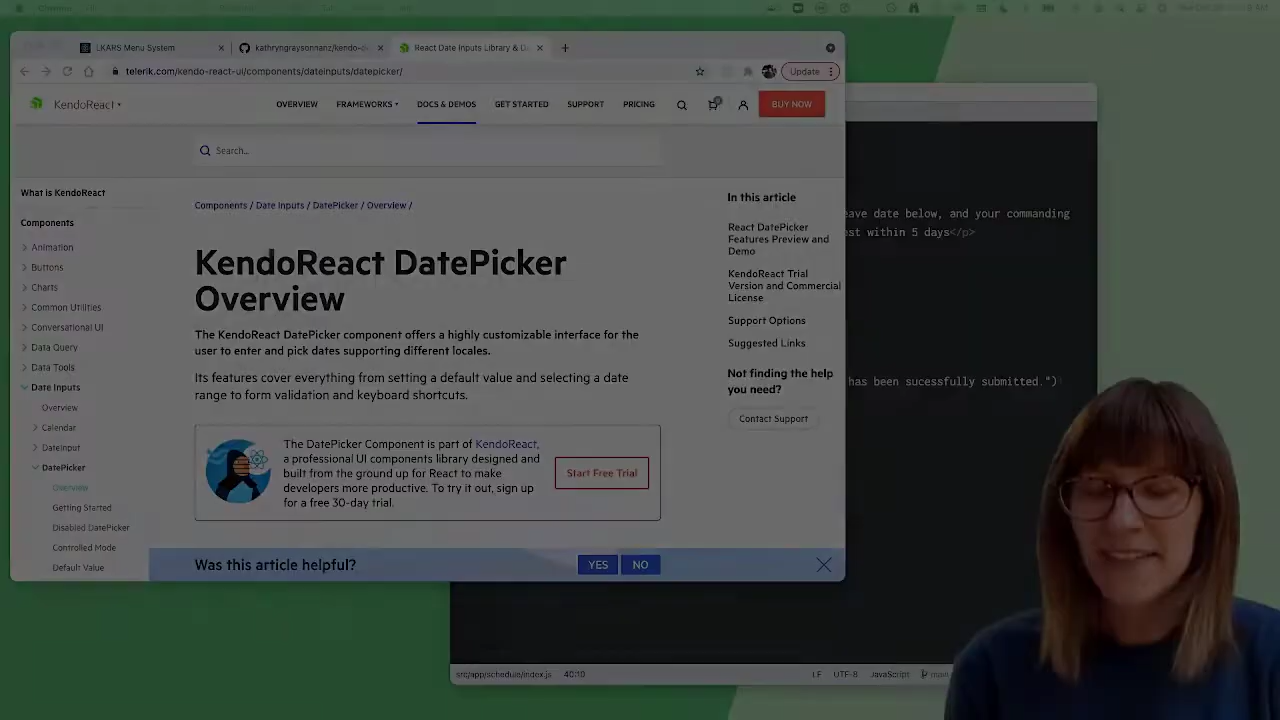 LKARS Menu System
kathryngraysonnanz/kendo-d
React Date Inputs Library & D
telerik.com/kendo-react-ui/components/dateinputs/datepicker/
Update
KendoReact
OVERVIEW
FRAMEWORKS
DOCS & DEMOS
GET STARTED
SUPPORT
PRICING
BUY NOW
Search...
What is KendoReact
Components
Animation
Buttons
Charts
Common Utilities
Conversational UI
Data Query
Data Tools
Date Inputs
Overview
Calendar
DateInput
DatePicker
Overview
Getting Started
Disabled DatePicker
Controlled Mode
Default Value
Components / Date Inputs / DatePicker / Overview /
KendoReact DatePicker
Overview
The KendoReact DatePicker component offers a highly customizable interface for the
user to enter and pick dates supporting different locales.
Its features cover everything from setting a default value and selecting a date
range to form validation and keyboard shortcuts.
The DatePicker Component is part of KendoReact,
a professional UI components library designed and
built from the ground up for React to make
developers more productive. To try it out, sign up
for a free 30-day trial.
Start Free Trial
Was this article helpful?
YES
NO
In this article
React DatePicker
Features Preview and
Demo
KendoReact Trial
Version and Commercial
License
Support Options
Suggested Links
Not finding the help
you need?
Contact Support
eave date below, and your commanding
est within 5 days</p>
has been sucessfully submitted.")
src/app/schedule/index.js
40:10
LF
UTF-8
JavaScript
main